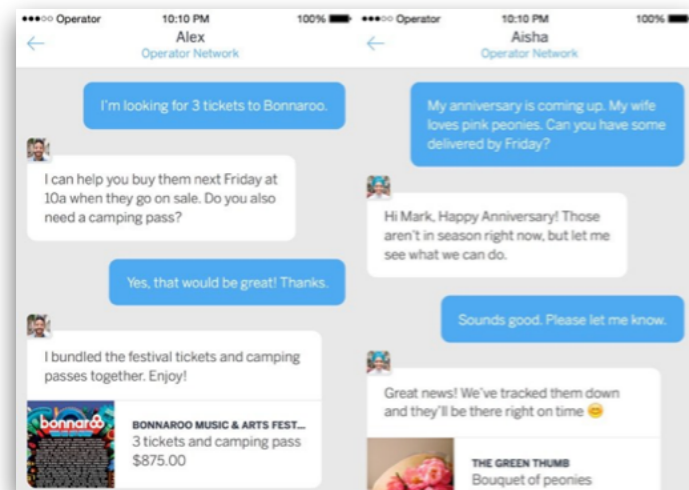 Operator
10:10 PM
100%
Alex
Operator Network
I'm looking for 3 tickets to Bonnaroo.
I can help you buy them next Friday at
10a when they go on sale. Do you also
need a camping pass?
Yes, that would be great! Thanks.
I bundled the festival tickets and camping
passes together. Enjoy!
bonnaroo
BONNAROO MUSIC & ARTS FEST...
3 tickets and camping pass
$875.00
Operator
10:10 PM
100%
Aisha
Operator Network
My anniversary is coming up. My wife
loves pink peonies. Can you have some
delivered by Friday?
Hi Mark, Happy Anniversary! Those
aren't in season right now, but let me
see what we can do.
Sounds good. Please let me know.
Great news! We've tracked them down
and they'll be there right on time 😊
THE GREEN THUMB
Bouquet of peonies